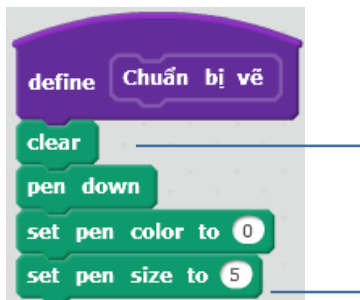 define Chuẩn bị vẽ
clear
pen down
set pen color to 0
set pen size to 5